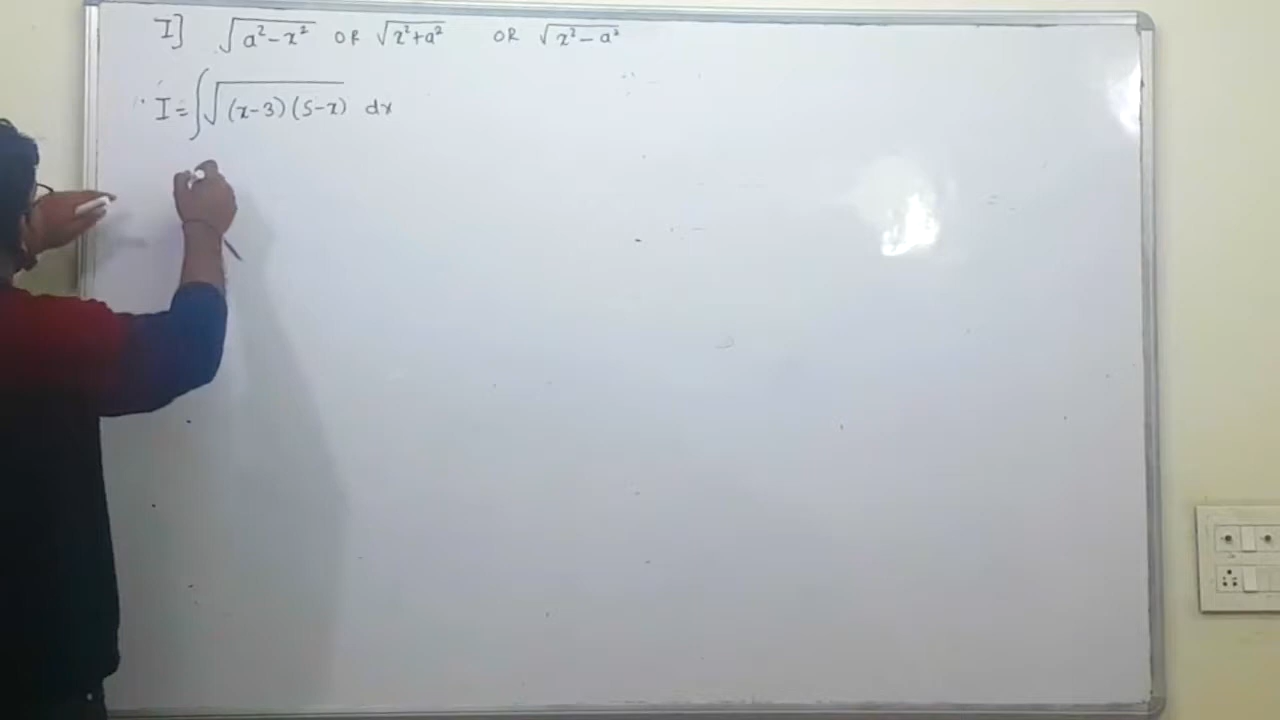 I] √(a²-x²) OR √(x²+a²) OR √(x²-a²)
I = ∫√((x-3)(5-x)) dx